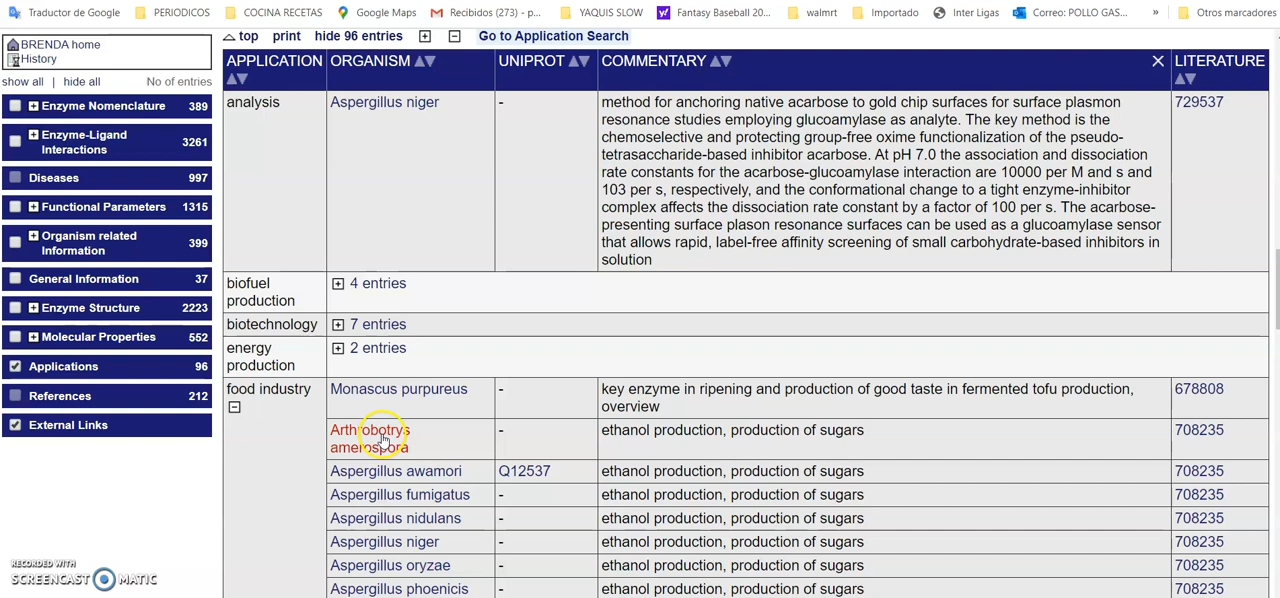 Traductor de Google PERIODICOS COCINA RECETAS Google Maps Recibidos (273) - p... YAQUIS SLOW Fantasy Baseball 20... walmrt Importado Inter Ligas Correo: POLLO GAS... » Otros marcadores
BRENDA home
History
show all | hide all No of entries
Enzyme Nomenclature 389
Enzyme-Ligand
Interactions 3261
Diseases 997
Functional Parameters 1315
Organism related
Information 399
General Information 37
Enzyme Structure 2223
Molecular Properties 552
Applications 96
References 212
External Links
RECORDED WITH
SCREENCAST MATIC
top print hide 96 entries Go to Application Search
APPLICATION ORGANISM UNIPROT COMMENTARY LITERATURE
analysis Aspergillus niger - method for anchoring native acarbose to gold chip surfaces for surface plasmon 729537
resonance studies employing glucoamylase as analyte. The key method is the
chemoselective and protecting group-free oxime functionalization of the pseudo-
tetrasaccharide-based inhibitor acarbose. At pH 7.0 the association and dissociation
rate constants for the acarbose-glucoamylase interaction are 10000 per M and s and
103 per s, respectively, and the conformational change to a tight enzyme-inhibitor
complex affects the dissociation rate constant by a factor of 100 per s. The acarbose-
presenting surface plason resonance surfaces can be used as a glucoamylase sensor
that allows rapid, label-free affinity screening of small carbohydrate-based inhibitors in
solution
biofuel
production 4 entries
biotechnology 7 entries
energy
production 2 entries
food industry Monascus purpureus - key enzyme in ripening and production of good taste in fermented tofu production, 678808
overview
Arthrobotrys
amerospora - ethanol production, production of sugars 708235
Aspergillus awamori Q12537 ethanol production, production of sugars 708235
Aspergillus fumigatus - ethanol production, production of sugars 708235
Aspergillus nidulans - ethanol production, production of sugars 708235
Aspergillus niger - ethanol production, production of sugars 708235
Aspergillus oryzae - ethanol production, production of sugars 708235
Aspergillus phoenicis - ethanol production, production of sugars 708235